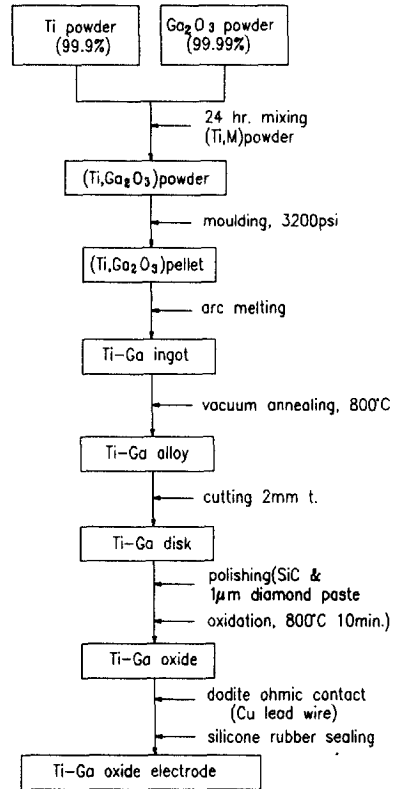 Ti powder
(99.9%)
Ga₂O₃ powder
(99.99%)
24 hr. mixing
(Ti,M)powder
(Ti,Ga₂O₃)powder
moulding, 3200psi
(Ti,Ga₂O₃)pellet
arc melting
Ti-Ga ingot
vacuum annealing, 800℃
Ti-Ga alloy
cutting 2mm t.
Ti-Ga disk
polishing(SiC &
1μm diamond paste
oxidation, 800℃ 10min.)
Ti-Ga oxide
dodite ohmic contact
(Cu lead wire)
silicone rubber sealing
Ti-Ga oxide electrode